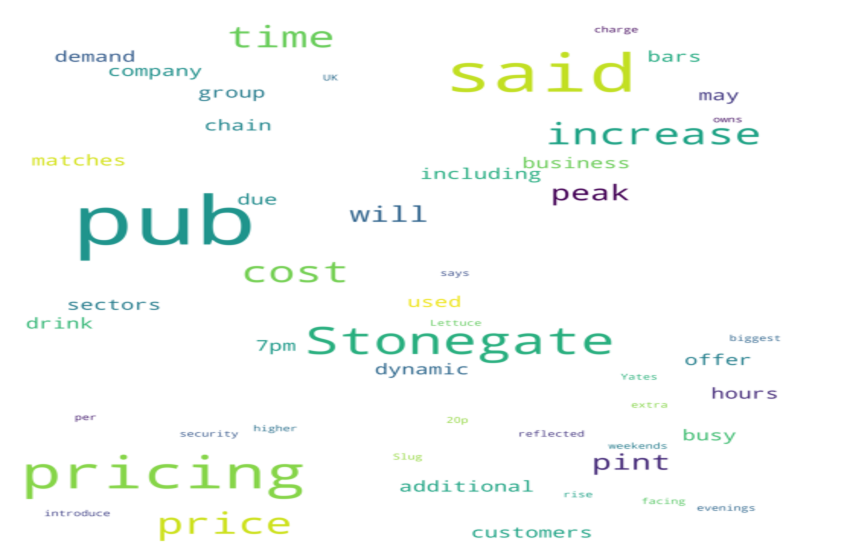 charge
time
demand
said
bars
company
UK
group
may
owns
chain
increase
matches
business
including
peak
pub
due
will
cost
says
sectors
used
drink
Lettuce
7pm
Stonegate
biggest
offer
dynamic
Yates
hours
extra
per
20p
security
higher
reflected
busy
weekends
Slug
pricing
pint
additional
rise
facing
evenings
introduce
price
customers